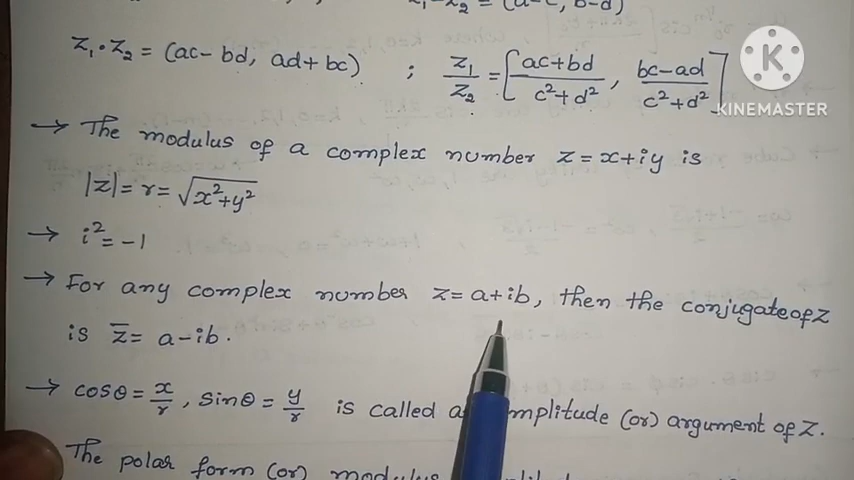 z₁-z₂ = (a-c, b-d)
z₁·z₂ = (ac-bd, ad+bc) ; z₁/z₂ = [ac+bd/c²+d², bc-ad/c²+d²]
KINEMASTER
→ The modulus of a complex number z=x+iy is
|z|=r=√x²+y²
→ i²=-1
→ For any complex number z=a+ib, then the conjugate of z
is z̅=a-ib.
→ cosθ=x/r, sinθ=y/r is called amplitude (or) argument of z.
The polar form (or) modulus